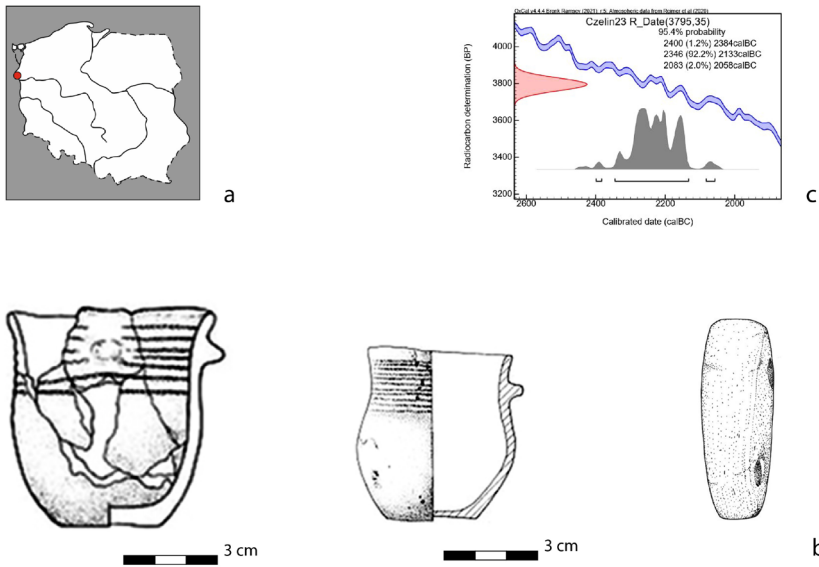 a
OxCal v4.4.4 Bronk Ramsey (2021); r:5; Atmospheric data from Reimer et al (2020)
Czelin23 R_Date(3795,35)
95.4% probability
2400 (1.2%) 2384calBC
2346 (92.2%) 2133calBC
2083 (2.0%) 2058calBC
Radiocarbon determination (BP)
4000
3800
3600
3400
3200
2600
2400
2200
2000
Calibrated date (calBC)
c
3 cm
3 cm
b